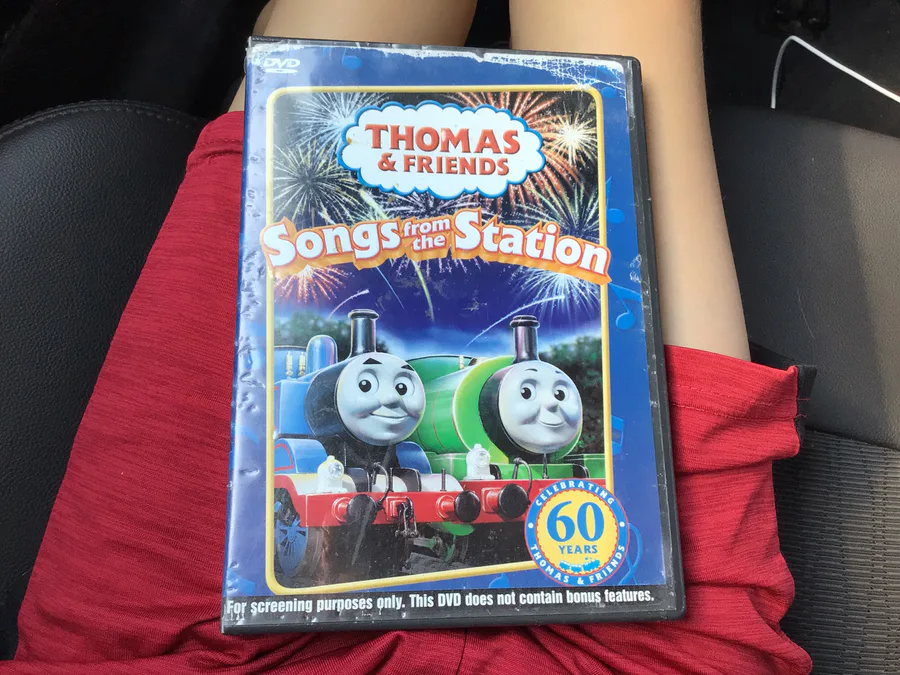 DVD
THOMAS
& FRIENDS
Songs from the Station
CELEBRATING
60
YEARS
THOMAS & FRIENDS
For screening purposes only. This DVD does not contain bonus features.